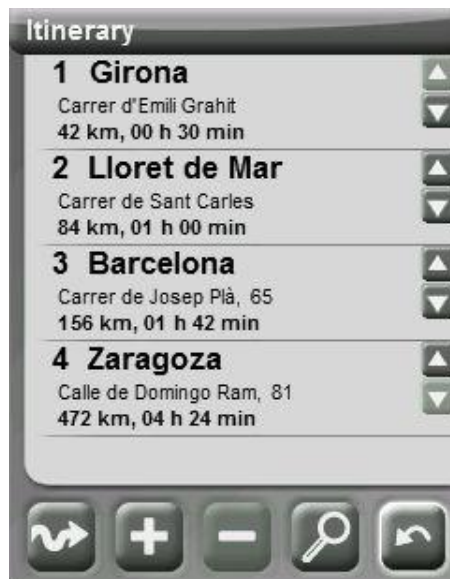 Itinerary
1 Girona
Carrer d'Emili Grahit
42 km, 00 h 30 min
2 Lloret de Mar
Carrer de Sant Carles
84 km, 01 h 00 min
3 Barcelona
Carrer de Josep Plà, 65
156 km, 01 h 42 min
4 Zaragoza
Calle de Domingo Ram, 81
472 km, 04 h 24 min